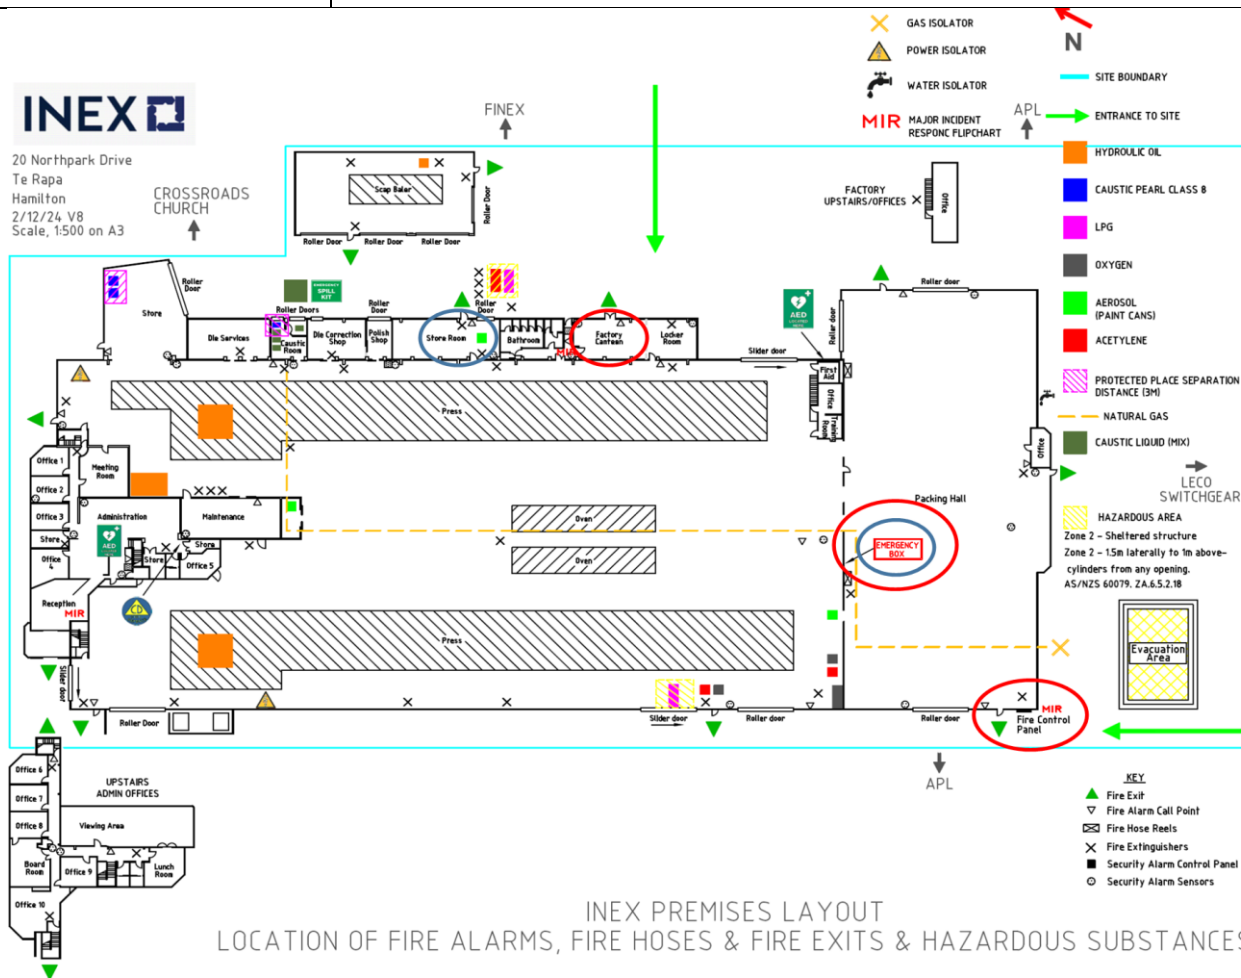 GAS ISOLATOR
POWER ISOLATOR
WATER ISOLATOR
MIR MAJOR INCIDENT
RESPONC FLIPCHART
N
SITE BOUNDARY
ENTRANCE TO SITE
HYDROULIC OIL
CAUSTIC PEARL CLASS 8
LPG
OXYGEN
AEROSOL
(PAINT CANS)
ACETYLENE
PROTECTED PLACE SEPARATION
DISTANCE (3M)
NATURAL GAS
CAUSTIC LIQUID (MIX)
LECO
SWITCHGEAR
HAZARDOUS AREA
Zone 2 - Sheltered structure
Zone 2 - 1.5m laterally to 1m above-
cylinders from any opening.
AS/NZS 60079. ZA.6.5.2.18
INEX
20 Northpark Drive
Te Rapa
Hamilton
2/12/24 V8
Scale, 1:500 on A3
CROSSROADS
CHURCH
FINEX
APL
FACTORY
UPSTAIRS/OFFICES
Office
Scap Baler
Roller Door
Roller Door
Roller Door
Roller Door
Roller
Door
Store
EMERGENCY
SPILL
KIT
Roller Doors
Roller
Door
Roller
Door
Die Services
Caustic
Room
Die Correction
Shop
Polish
Shop
Store Room
Bathroom
MIR
Factory
Canteen
Locker
Room
Slider door
AED
Roller door
Roller door
First
Aid
Office
Training
Room
Office
Press
Office 1
Office 2
Office 3
Store
Office
4
Meeting
Room
Administration
AED
Maintenance
Store
Store
Office 5
Reception
MIR
CD
Oven
Oven
Packing Hall
EMERGENCY
BOX
Press
Slider
door
Roller Door
Slider door
Roller door
Roller door
MIR
Fire Control
Panel
Evacuation
Area
APL
Office 6
Office 7
Office 8
Board
Room
Office 9
Office 10
UPSTAIRS
ADMIN OFFICES
Viewing Area
Lunch
Room
KEY
Fire Exit
Fire Alarm Call Point
Fire Hose Reels
Fire Extinguishers
Security Alarm Control Panel
Security Alarm Sensors
INEX PREMISES LAYOUT
LOCATION OF FIRE ALARMS, FIRE HOSES & FIRE EXITS & HAZARDOUS SUBSTANCES